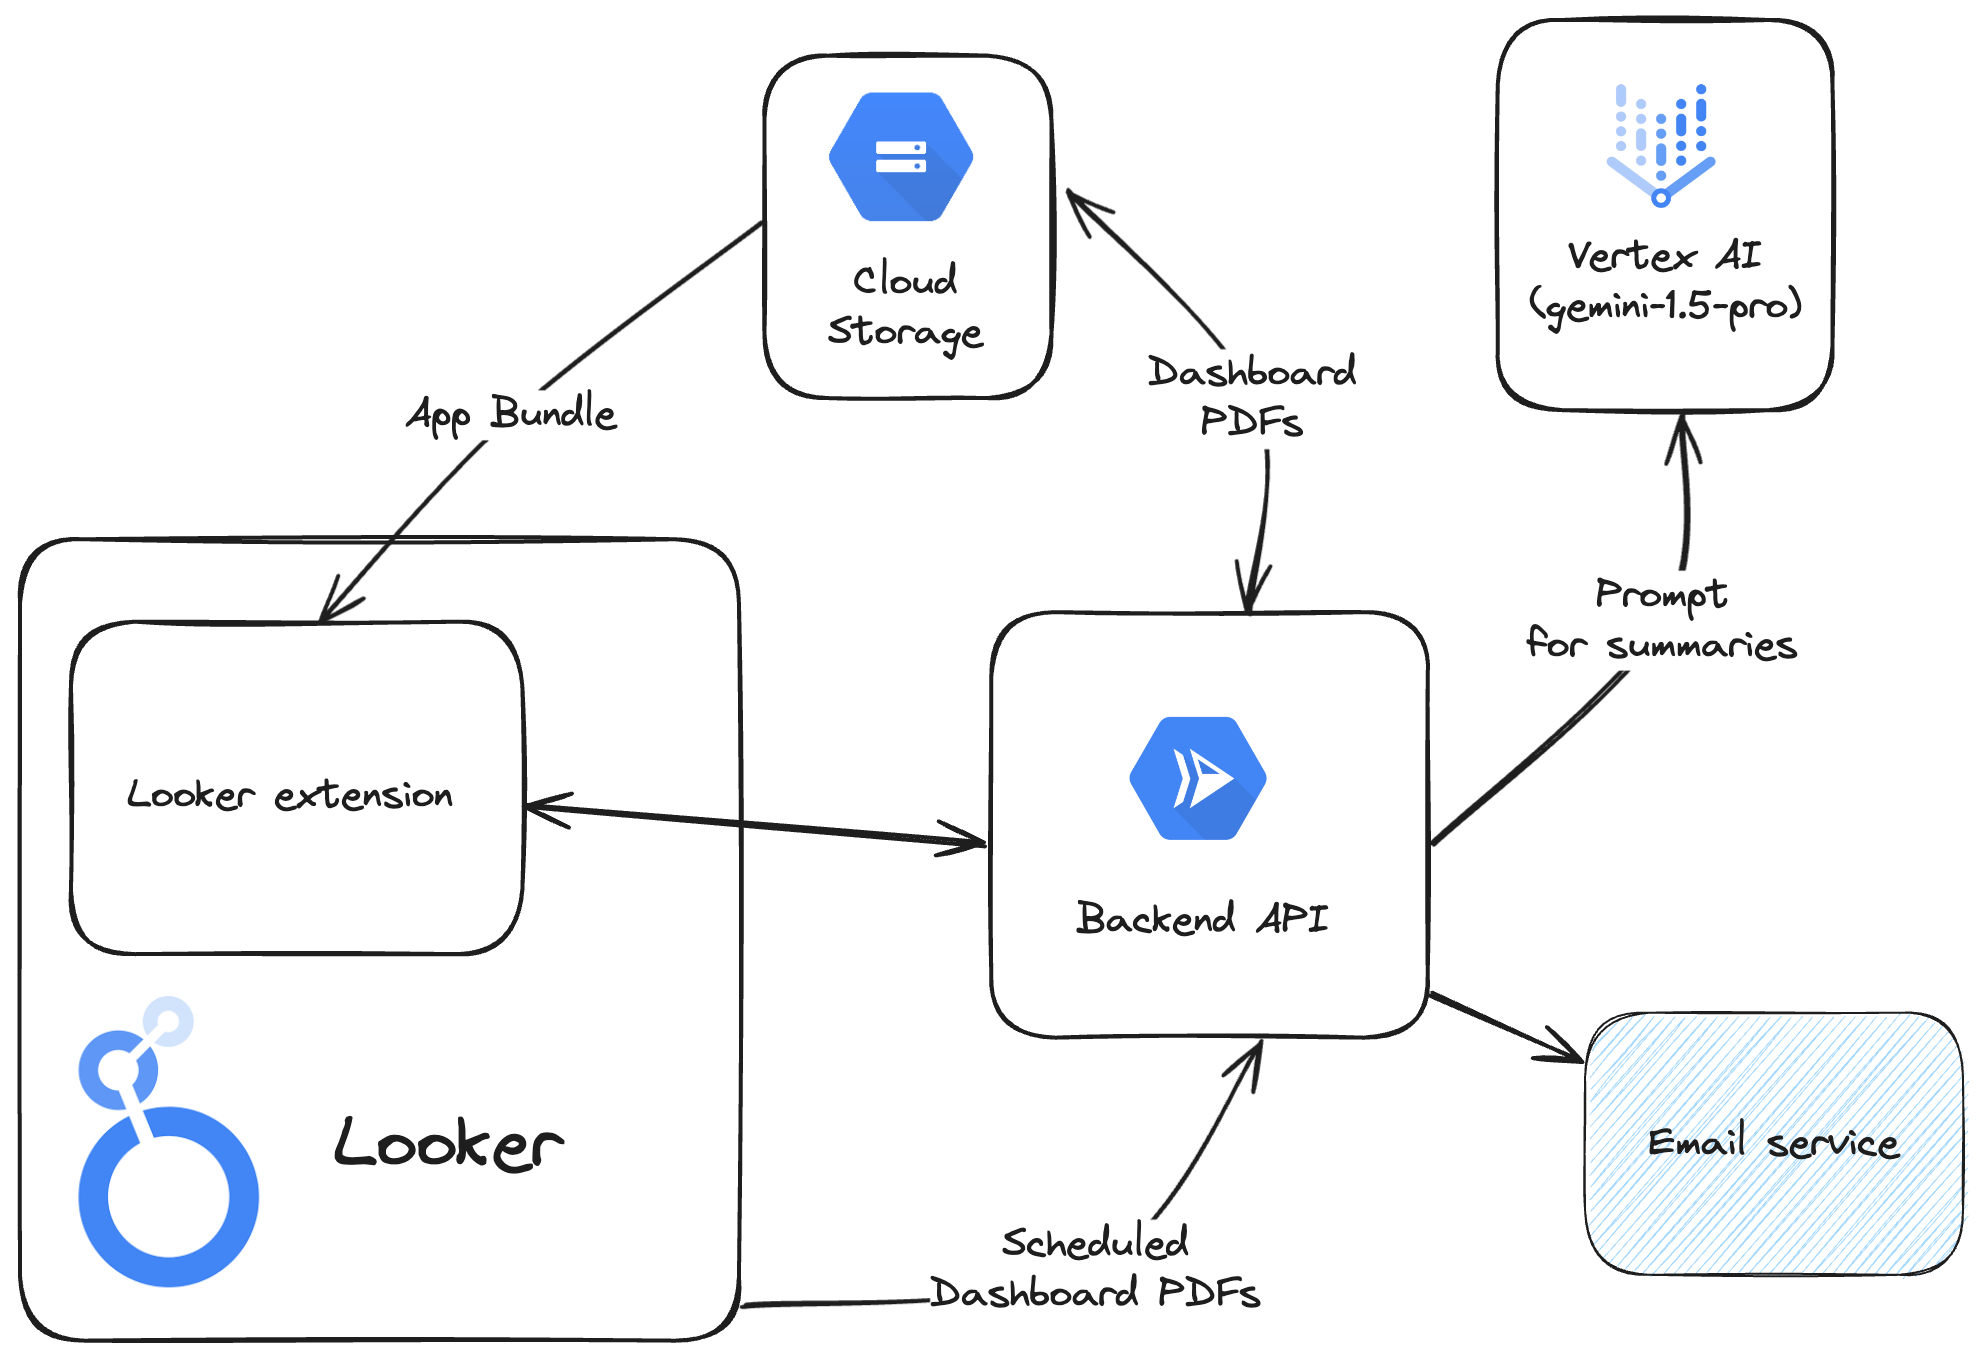 Cloud
Storage
Vertex AI
(gemini-1.5-pro)
App Bundle
Dashboard
PDFs
Prompt
for summaries
Looker extension
Backend API
Looker
Email service
Scheduled
Dashboard PDFs